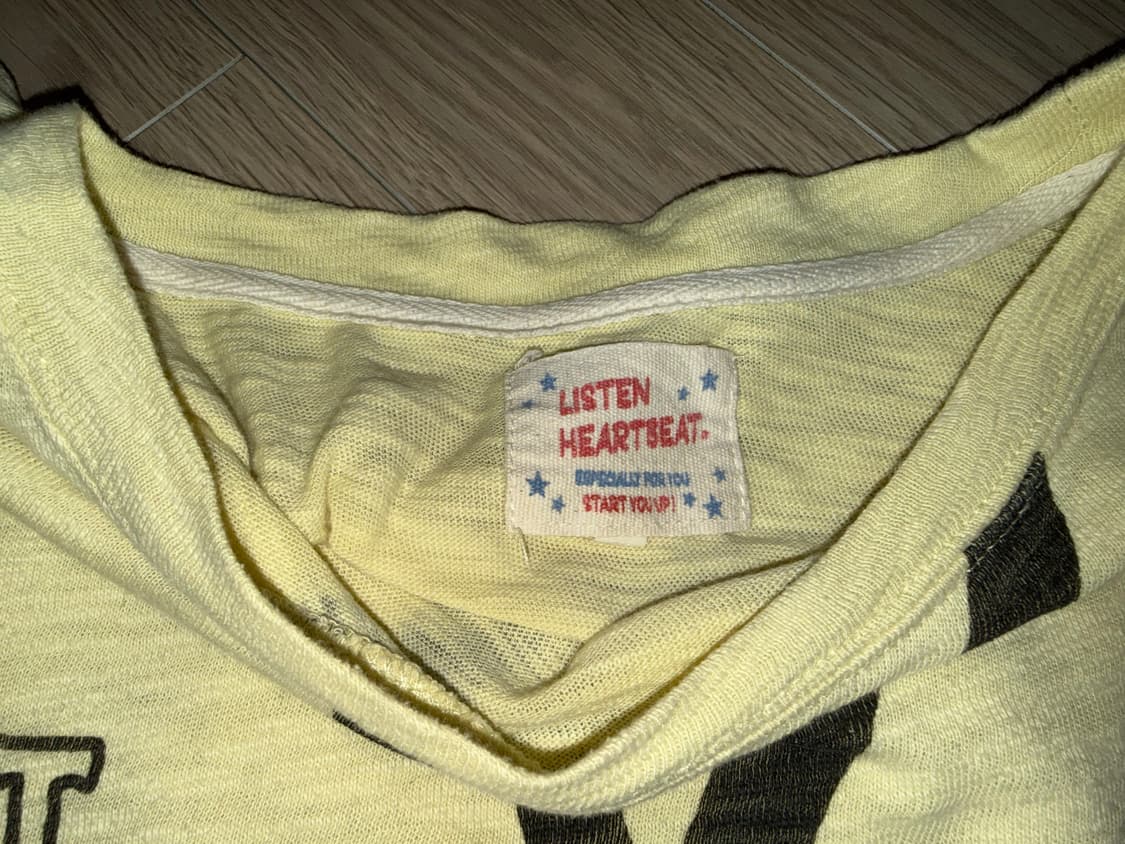 LISTEN
HEARTBEAT.
ESPECIALLY FOR YOU
START YOU UP!